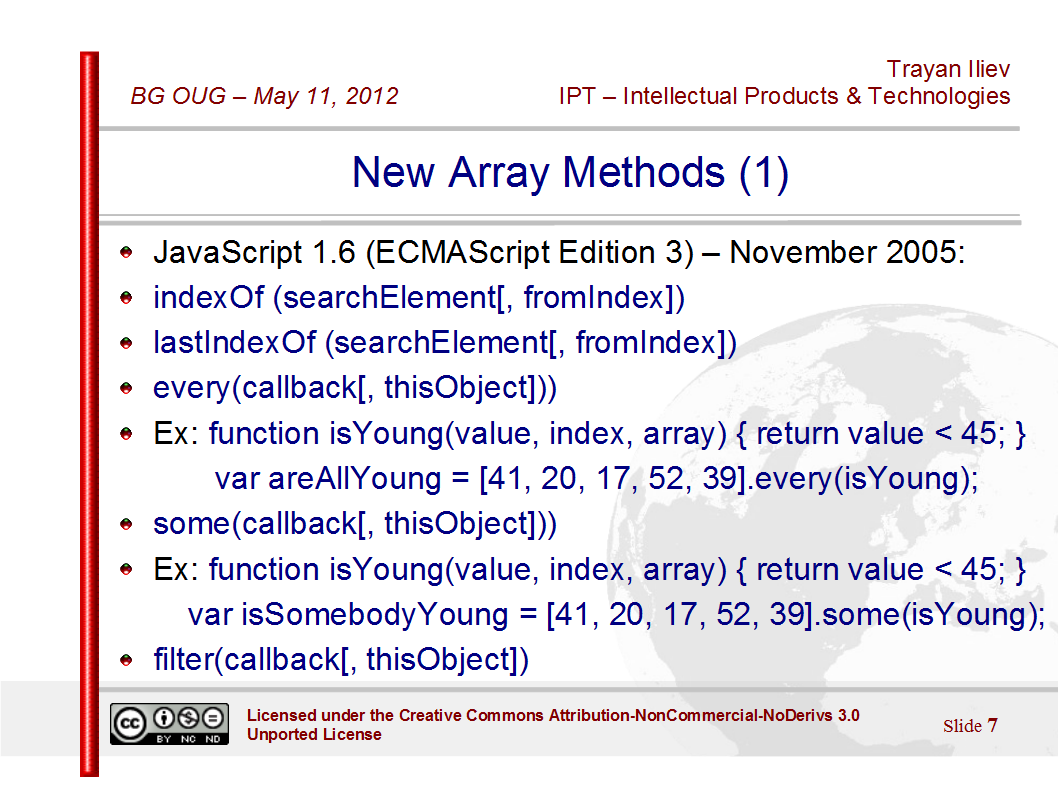 Trayan Iliev
BG OUG – May 11, 2012
IPT – Intellectual Products & Technologies
New Array Methods (1)
JavaScript 1.6 (ECMAScript Edition 3) – November 2005:
indexOf (searchElement[, fromIndex])
lastIndexOf (searchElement[, fromIndex])
every(callback[, thisObject]))
Ex: function isYoung(value, index, array) { return value < 45; }
var areAllYoung = [41, 20, 17, 52, 39].every(isYoung);
some(callback[, thisObject]))
Ex: function isYoung(value, index, array) { return value < 45; }
var isSomebodyYoung = [41, 20, 17, 52, 39].some(isYoung);
filter(callback[, thisObject])
cc BY NC ND
Licensed under the Creative Commons Attribution-NonCommercial-NoDerivs 3.0
Unported License
Slide 7